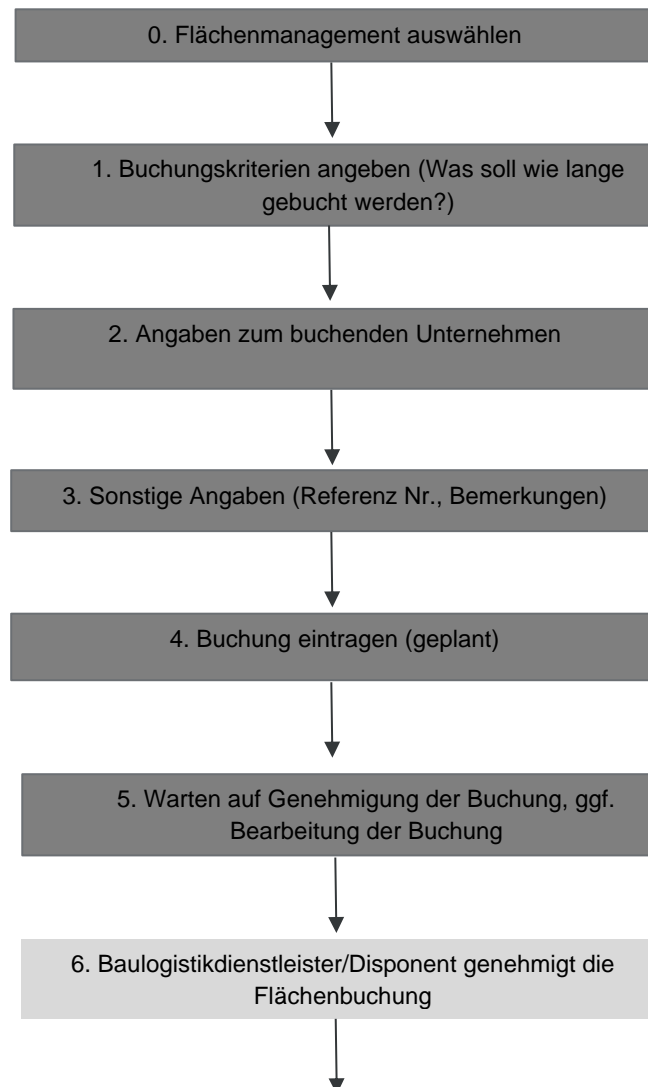 0. Flächenmanagement auswählen
1. Buchungskriterien angeben (Was soll wie lange
gebucht werden?)
2. Angaben zum buchenden Unternehmen
3. Sonstige Angaben (Referenz Nr., Bemerkungen)
4. Buchung eintragen (geplant)
5. Warten auf Genehmigung der Buchung, ggf.
Bearbeitung der Buchung
6. Baulogistikdienstleister/Disponent genehmigt die
Flächenbuchung